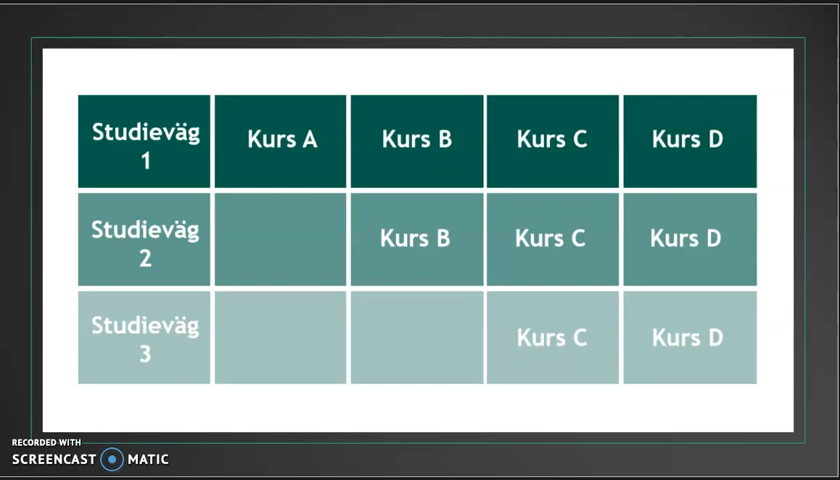 Studieväg
1
Kurs A
Kurs B
Kurs C
Kurs D
Studieväg
2
Kurs B
Kurs C
Kurs D
Studieväg
3
Kurs C
Kurs D
RECORDED WITH
SCREENCAST MATIC